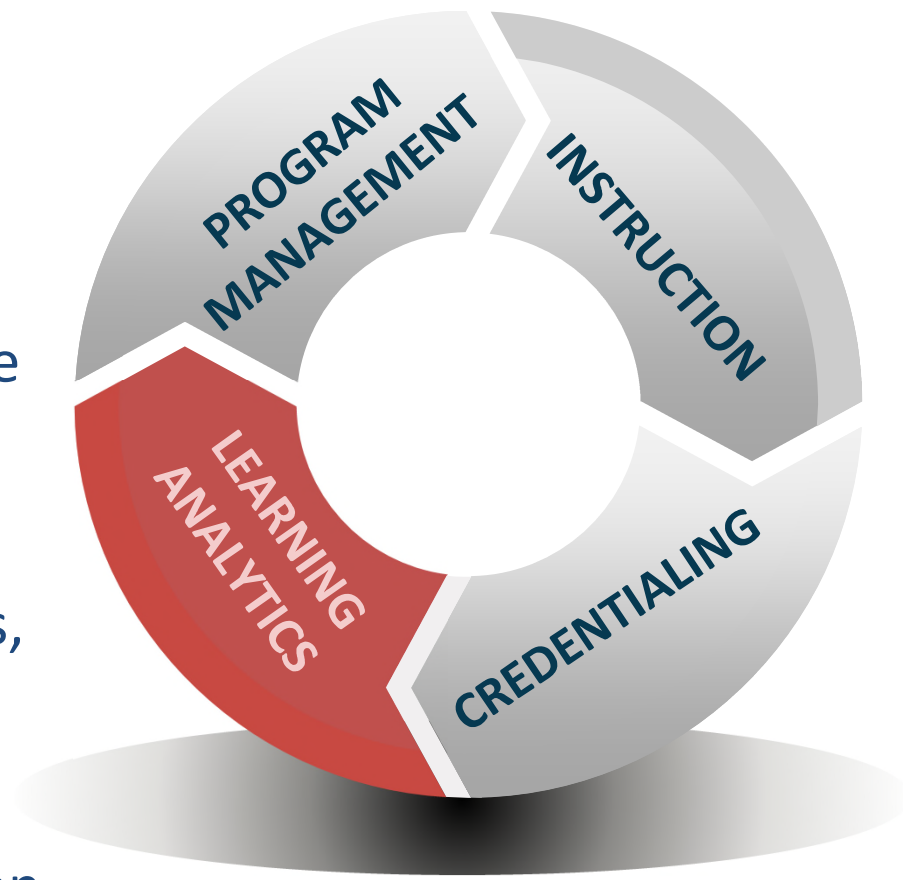 PROGRAM
MANAGEMENT
INSTRUCTION
CREDENTIALING
LEARNING
ANALYTICS